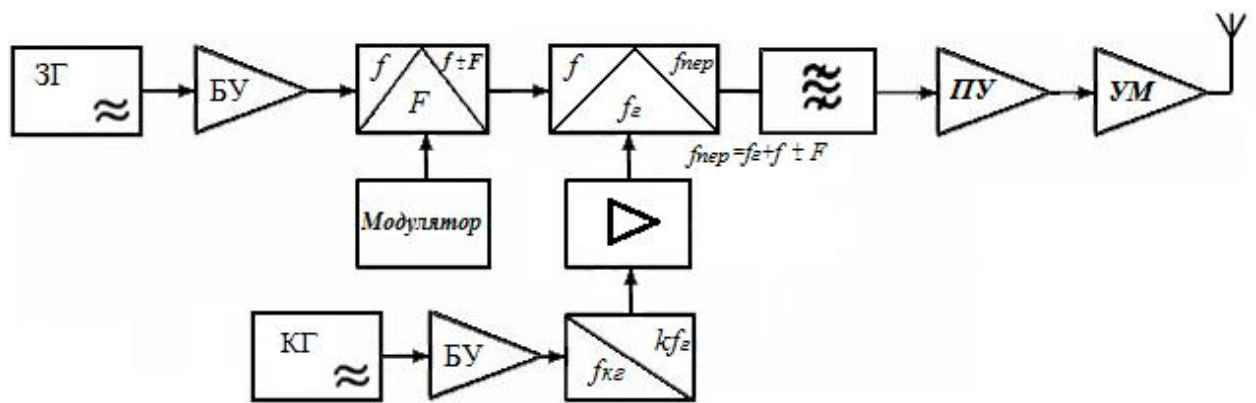 ЗГ
БУ
f
f ± F
F
f
fпер
fг
ПУ
УМ
fпер=fг+f ± F
Модулятор
КГ
БУ
fкг
kfг